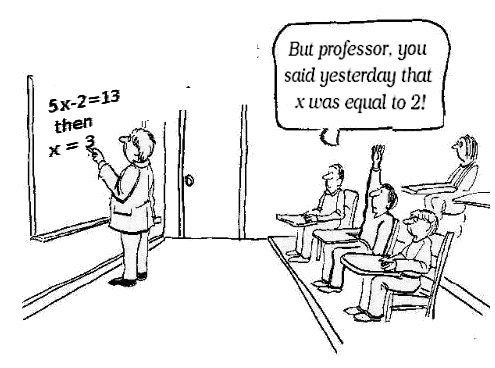 5x-2=13
then
x = 3
But professor, you
said yesterday that
x was equal to 2!